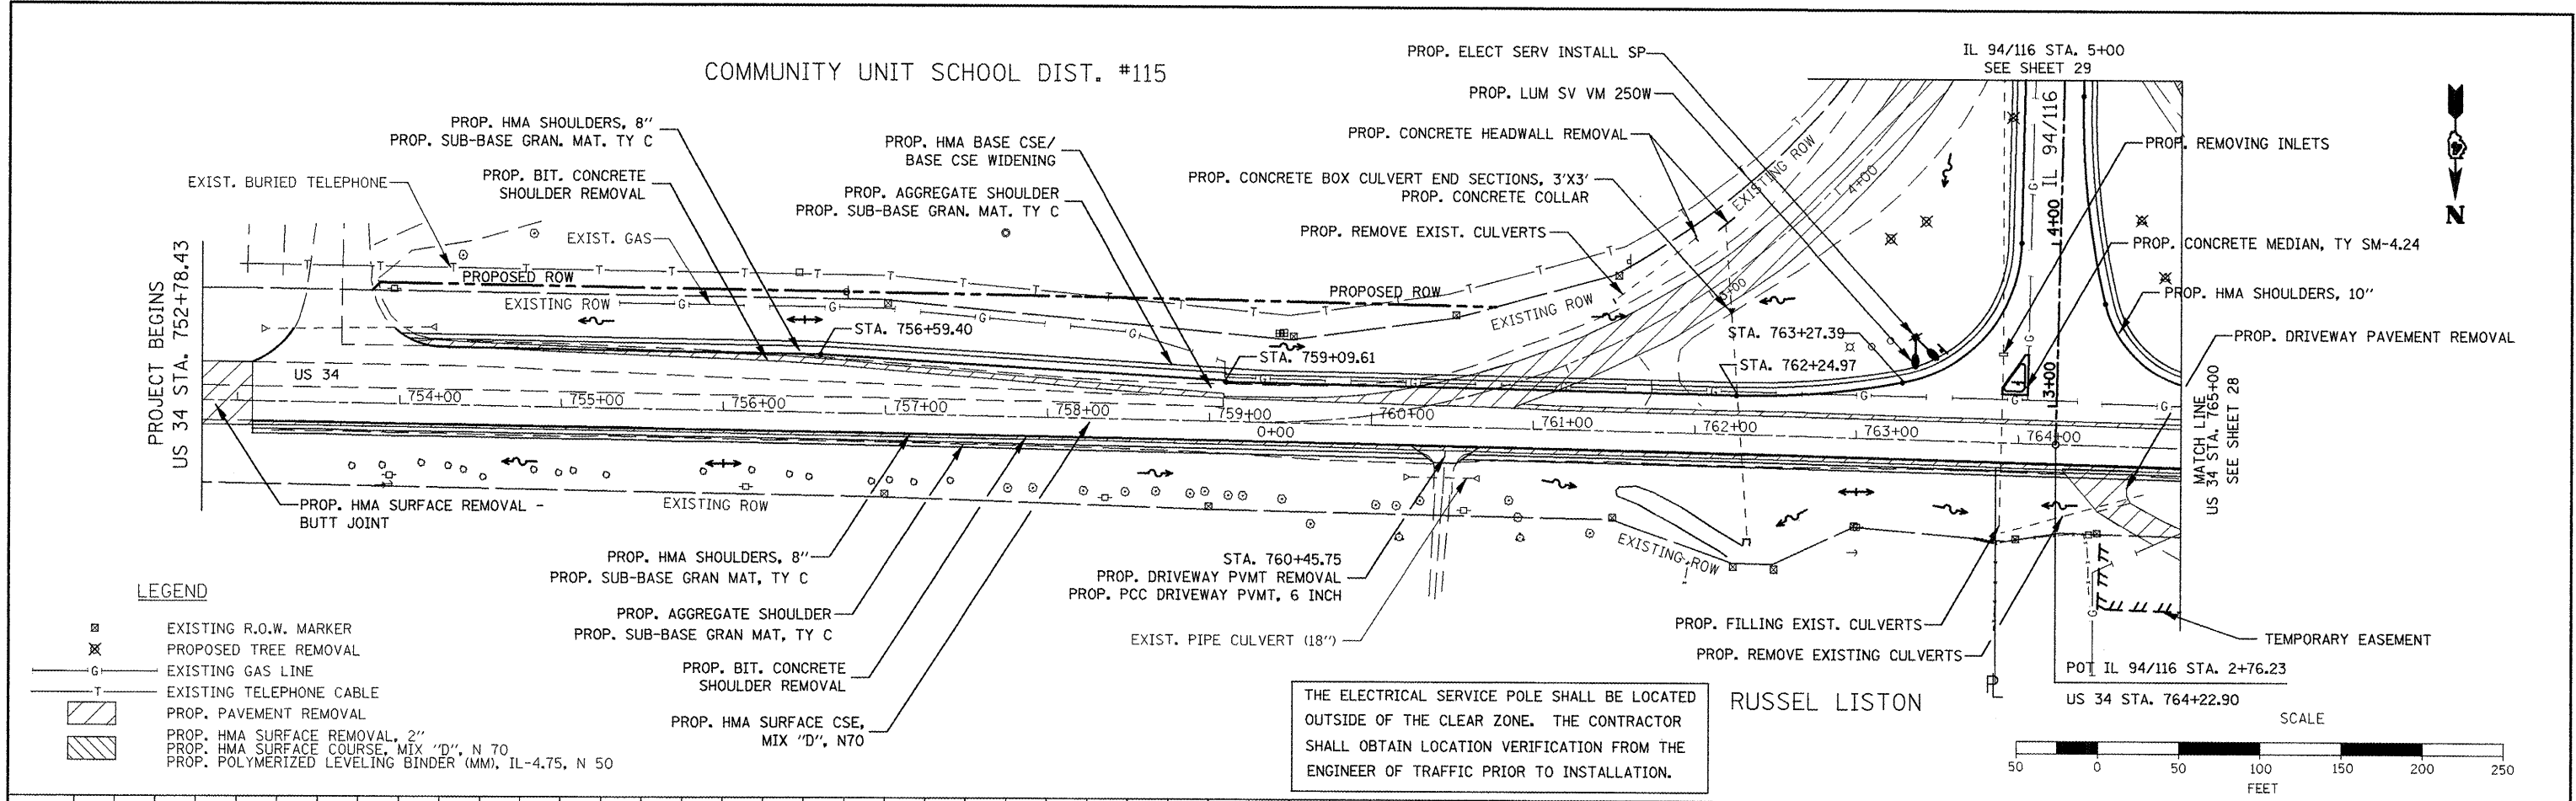 COMMUNITY UNIT SCHOOL DIST. #115
PROP. ELECT SERV INSTALL SP
PROP. LUM SV VM 250W
PROP. CONCRETE HEADWALL REMOVAL
PROP. CONCRETE BOX CULVERT END SECTIONS, 3'X3'
PROP. CONCRETE COLLAR
PROP. REMOVE EXIST. CULVERTS
IL 94/116 STA. 5+00
SEE SHEET 29
PROP. HMA SHOULDERS, 8"
PROP. SUB-BASE GRAN. MAT. TY C
PROP. BIT. CONCRETE
SHOULDER REMOVAL
EXIST. BURIED TELEPHONE
EXIST. GAS
PROP. HMA BASE CSE/
BASE CSE WIDENING
PROP. AGGREGATE SHOULDER
PROP. SUB-BASE GRAN. MAT. TY C
PROP. REMOVING INLETS
PROP. CONCRETE MEDIAN, TY SM-4.24
PROP. HMA SHOULDERS, 10"
PROP. DRIVEWAY PAVEMENT REMOVAL
N
IL 94/116
4+00
3+00
EXISTING ROW
4+00
5+00
PROPOSED ROW
EXISTING ROW
PROPOSED ROW
EXISTING ROW
STA. 756+59.40
STA. 759+09.61
STA. 763+27.39
STA. 762+24.97
PROJECT BEGINS
US 34 STA. 752+78.43
US 34
754+00
755+00
756+00
757+00
758+00
759+00
0+00
760+00
761+00
762+00
763+00
764+00
MATCH LINE
US 34 STA. 765+00
SEE SHEET 28
PROP. HMA SURFACE REMOVAL -
BUTT JOINT
EXISTING ROW
EXISTING ROW
PROP. HMA SHOULDERS, 8"
PROP. SUB-BASE GRAN MAT, TY C
PROP. AGGREGATE SHOULDER
PROP. SUB-BASE GRAN MAT, TY C
PROP. BIT. CONCRETE
SHOULDER REMOVAL
PROP. HMA SURFACE CSE,
MIX "D", N70
STA. 760+45.75
PROP. DRIVEWAY PVMT REMOVAL
PROP. PCC DRIVEWAY PVMT, 6 INCH
EXIST. PIPE CULVERT (18")
PROP. FILLING EXIST. CULVERTS
PROP. REMOVE EXISTING CULVERTS
TEMPORARY EASEMENT
POT IL 94/116 STA. 2+76.23
US 34 STA. 764+22.90
RUSSEL LISTON
THE ELECTRICAL SERVICE POLE SHALL BE LOCATED
OUTSIDE OF THE CLEAR ZONE. THE CONTRACTOR
SHALL OBTAIN LOCATION VERIFICATION FROM THE
ENGINEER OF TRAFFIC PRIOR TO INSTALLATION.
LEGEND
EXISTING R.O.W. MARKER
PROPOSED TREE REMOVAL
G EXISTING GAS LINE
T EXISTING TELEPHONE CABLE
PROP. PAVEMENT REMOVAL
PROP. HMA SURFACE REMOVAL, 2"
PROP. HMA SURFACE COURSE, MIX "D", N 70
PROP. POLYMERIZED LEVELING BINDER (MM), IL-4.75, N 50
SCALE
50 0 50 100 150 200 250
FEET